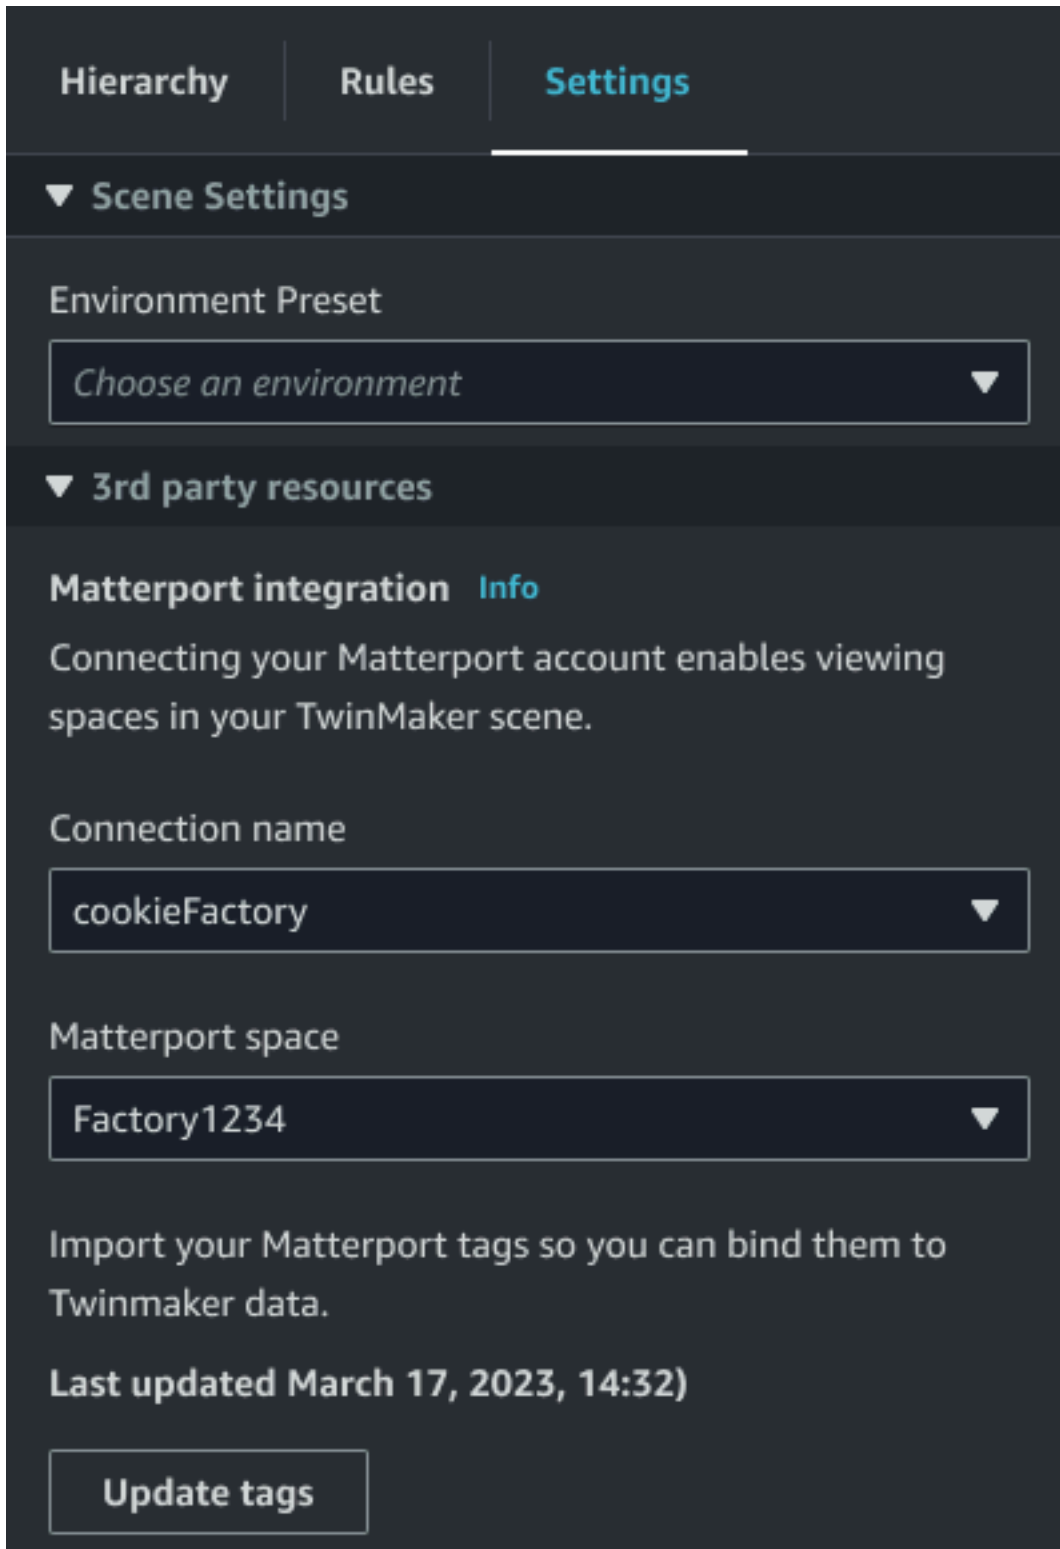 Hierarchy Rules Settings
Scene Settings
Environment Preset
Choose an environment
3rd party resources
Matterport integration Info
Connecting your Matterport account enables viewing
spaces in your TwinMaker scene.
Connection name
cookieFactory
Matterport space
Factory1234
Import your Matterport tags so you can bind them to
Twinmaker data.
Last updated March 17, 2023, 14:32)
Update tags